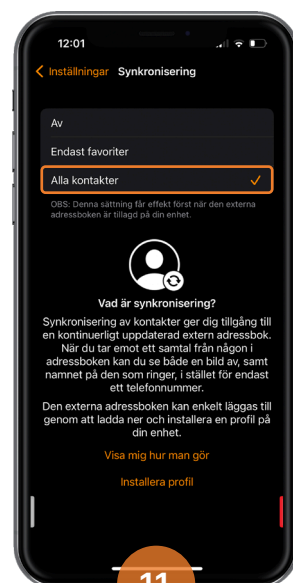 12:01
Inställningar Synkronisering
Av
Endast favoriter
Alla kontakter
OBS: Denna sättning får effekt först när den externa
adressboken är tillagd på din enhet.
Vad är synkronisering?
Synkronisering av kontakter ger dig tillgång till
en kontinuerligt uppdaterad extern adressbok.
När du tar emot ett samtal från någon i
adressboken kan du se både en bild av, samt
namnet på den som ringer, i stället för endast
ett telefonnummer.
Den externa adressboken kan enkelt läggas till
genom att ladda ner och installera en profil på
din enhet.
Visa mig hur man gör
Installera profil
11